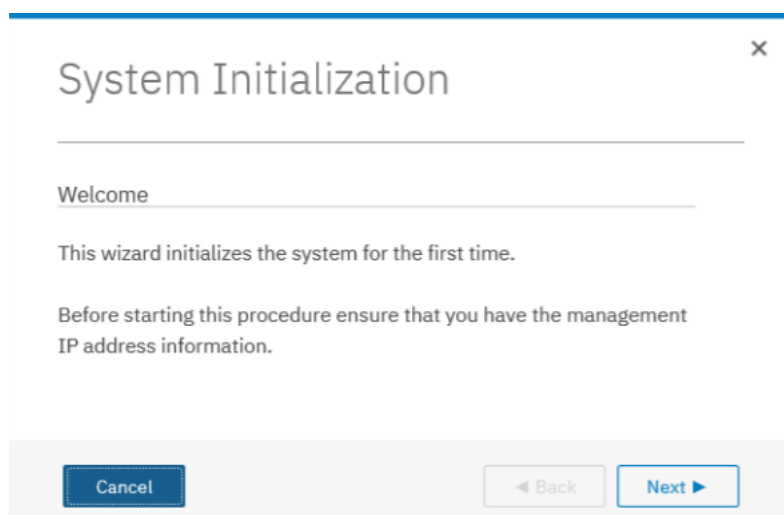 System Initialization
Welcome
This wizard initializes the system for the first time.
Before starting this procedure ensure that you have the management
IP address information.
Cancel
Back
Next